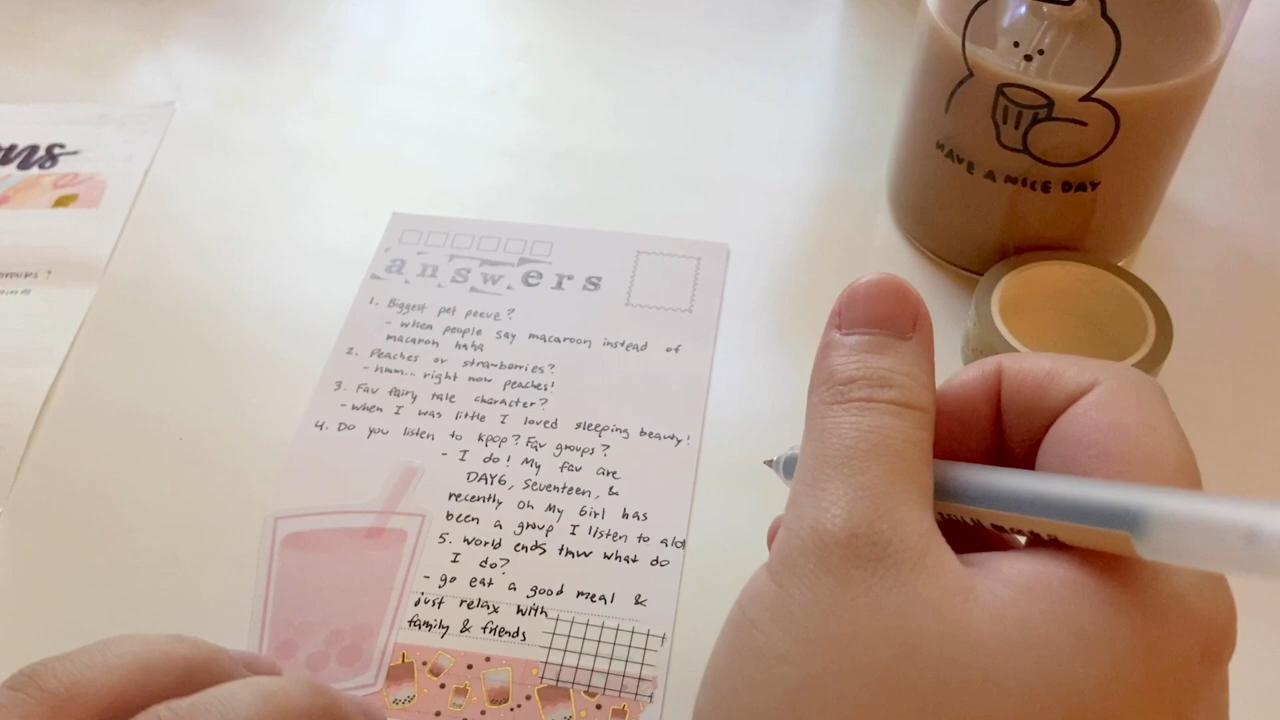 ns
groups?
HAVE A NICE DAY
answers
1. Biggest pet peeve?
- when people say macaroon instead of
macaron haha
2. Peaches or strawberries?
- hmm... right now peaches!
3. Fav fairy tale character?
- when I was little I loved sleeping beauty!
4. Do you listen to kpop? Fav groups?
- I do! My fav are
DAY6, Seventeen, &
recently Oh My Girl has
been a group I listen to alot
5. world ends tmw what do
I do?
- go eat a good meal &
just relax with
family & friends